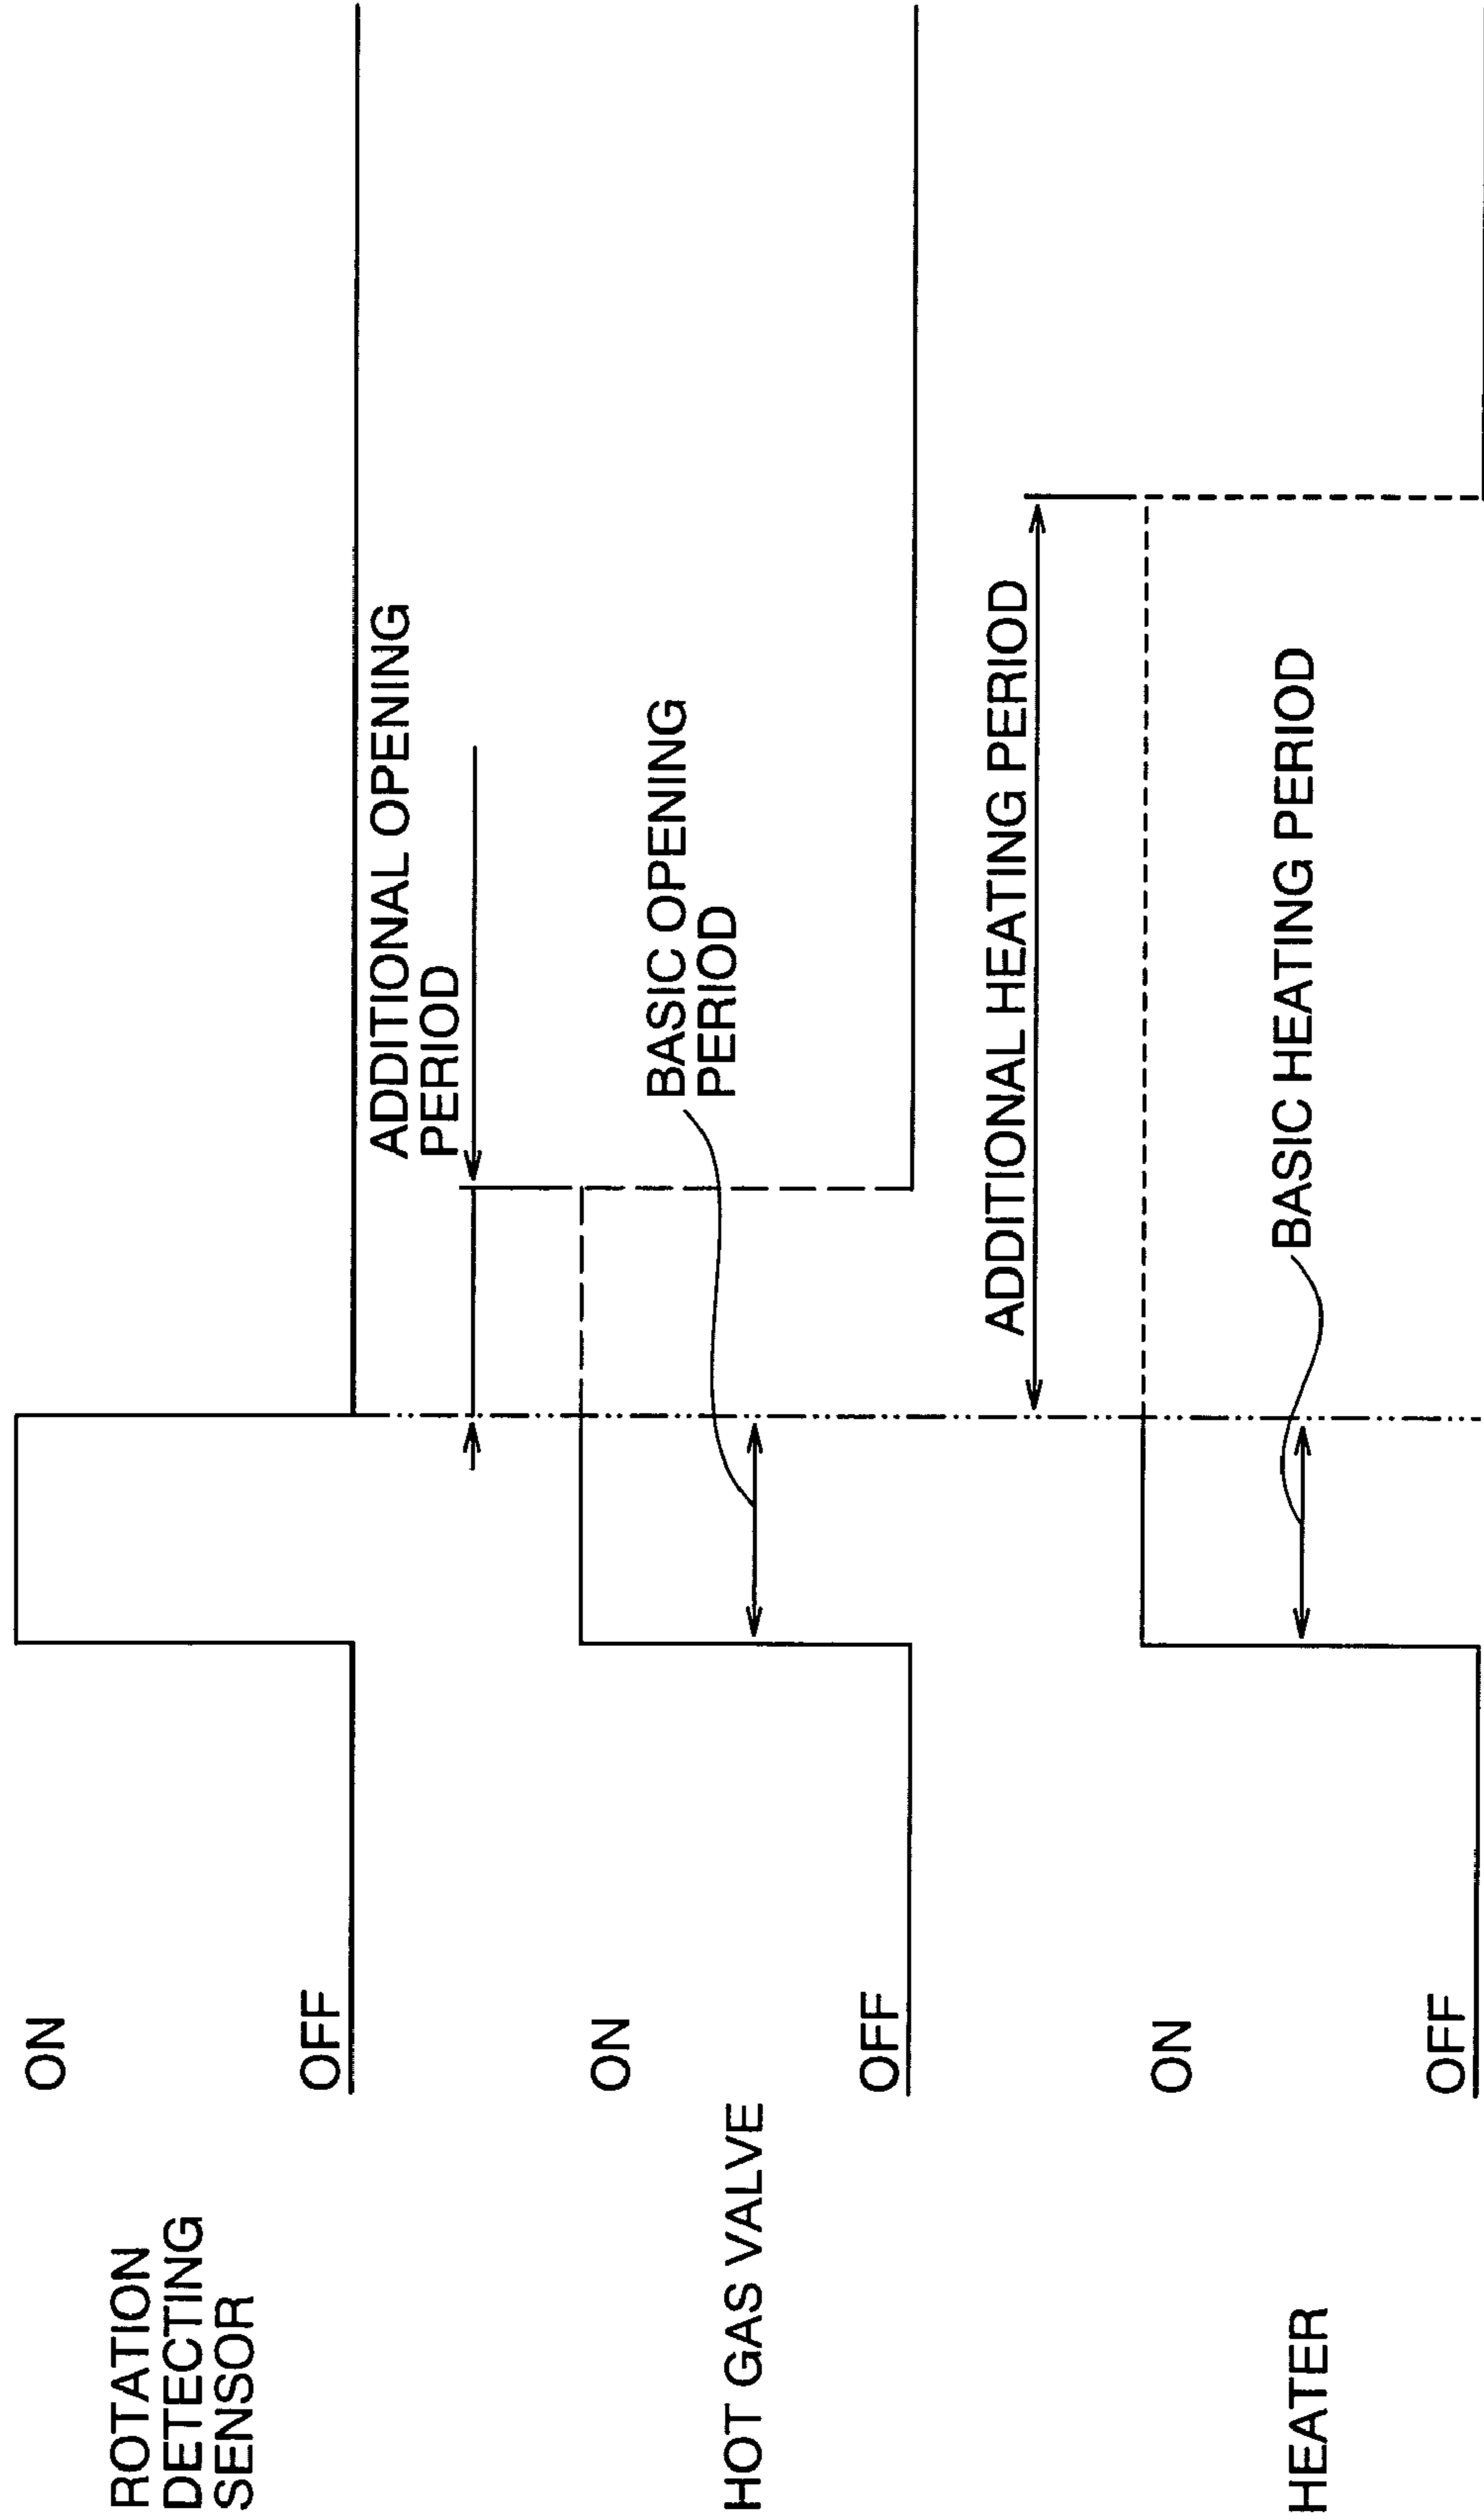 ROTATION
DETECTING
SENSOR
ON
OFF
ADDITIONAL OPENING
PERIOD
HOT GAS VALVE
ON
OFF
BASIC OPENING
PERIOD
ADDITIONAL HEATING PERIOD
HEATER
ON
OFF
BASIC HEATING PERIOD